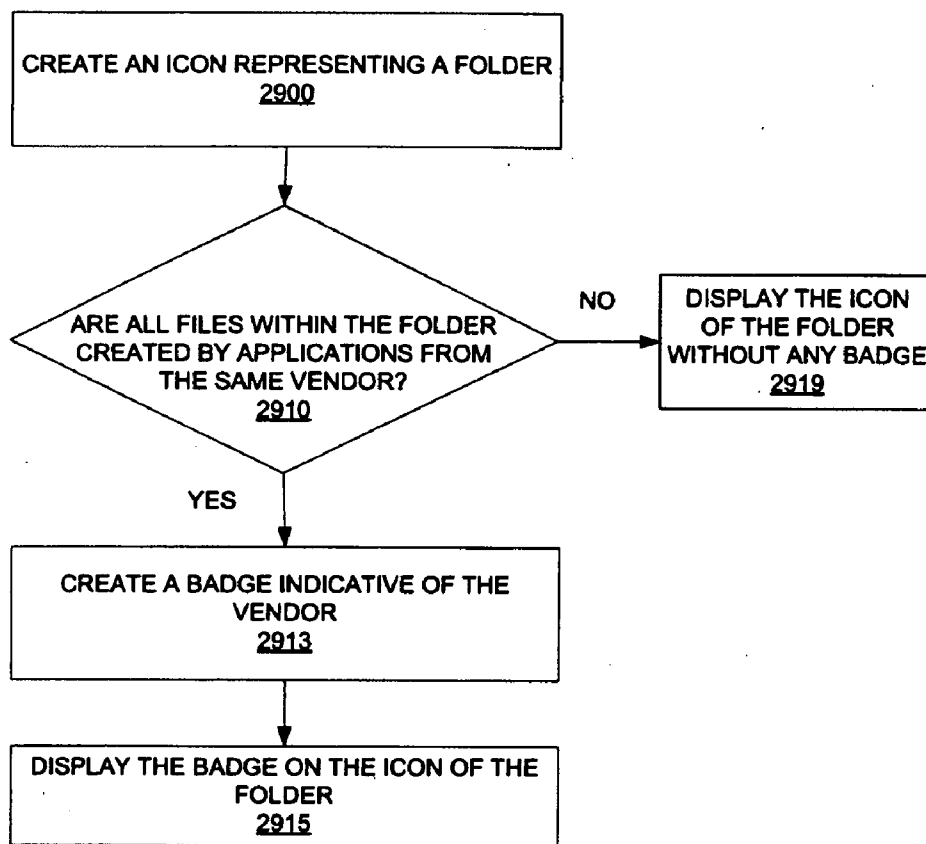 CREATE AN ICON REPRESENTING A FOLDER
2900
ARE ALL FILES WITHIN THE FOLDER
CREATED BY APPLICATIONS FROM
THE SAME VENDOR?
2910
NO
DISPLAY THE ICON
OF THE FOLDER
WITHOUT ANY BADGE
2919
YES
CREATE A BADGE INDICATIVE OF THE
VENDOR
2913
DISPLAY THE BADGE ON THE ICON OF THE
FOLDER
2915